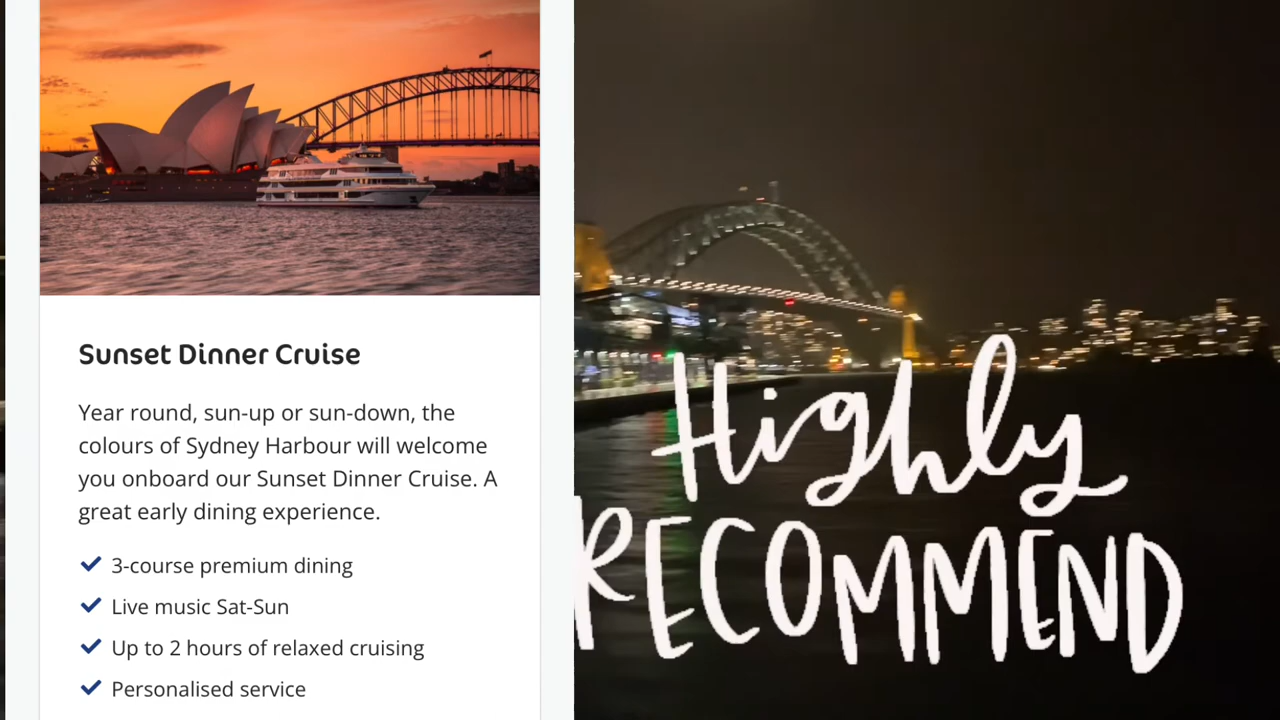 Sunset Dinner Cruise
Year round, sun-up or sun-down, the
colours of Sydney Harbour will welcome
you onboard our Sunset Dinner Cruise. A
great early dining experience.
3-course premium dining
Live music Sat-Sun
Up to 2 hours of relaxed cruising
Personalised service
Highly
RECOMMEND